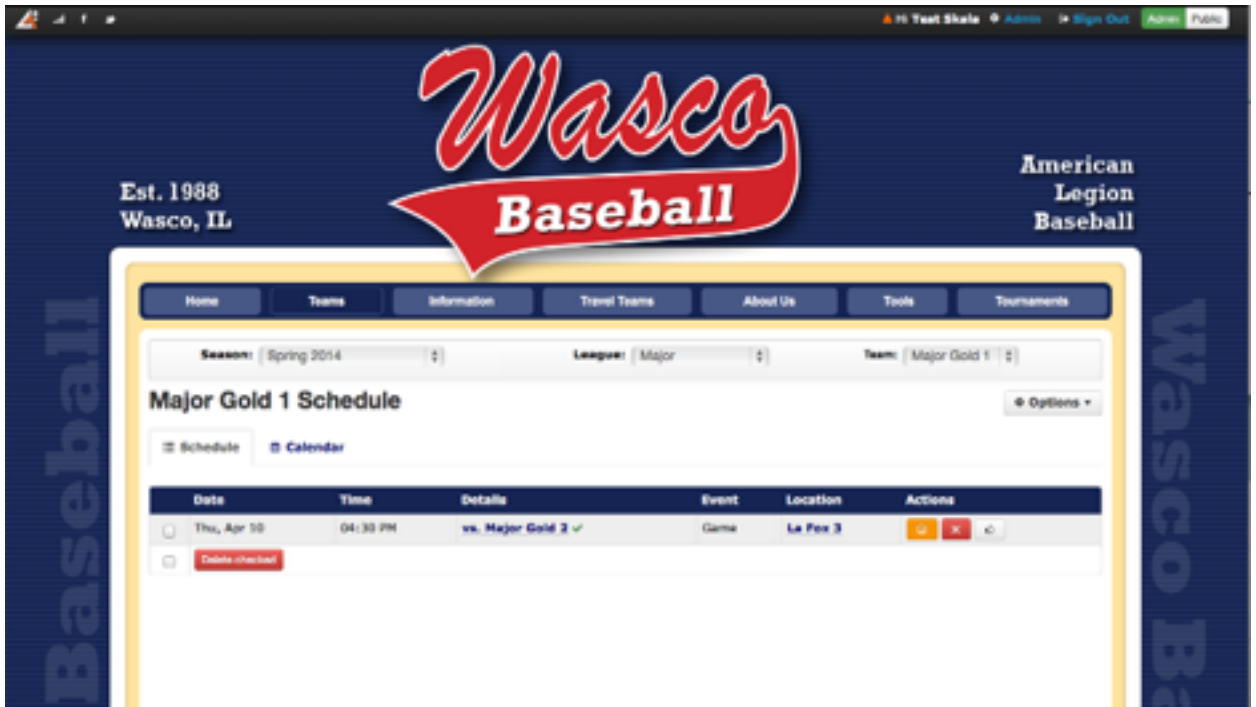 Hi Test Skala Admin Sign Out Admin Public
Wasco
Baseball
Est. 1988
Wasco, IL
American
Legion
Baseball
Home Teams Information Travel Teams About Us Tools Tournaments
Season: Spring 2014 League: Major Team: Major Gold 1
Major Gold 1 Schedule
Options
Schedule Calendar
Date Time Details Event Location Actions
Thu, Apr 10 04:30 PM vs. Major Gold 2 Game La Fox 3
Delete checked
Baseball
Wasco Ba